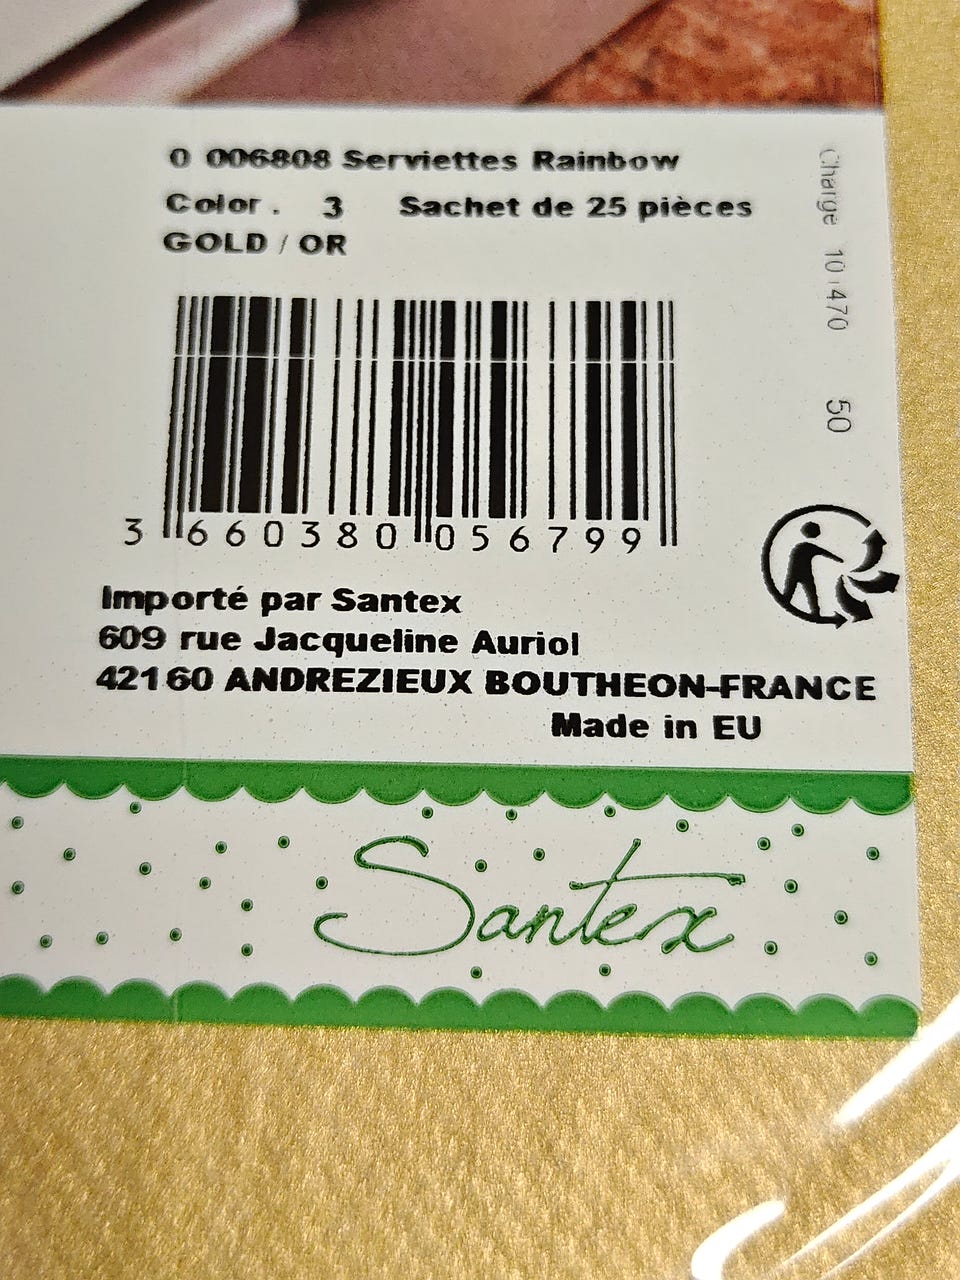 0 006808 Serviettes Rainbow
Color . 3 Sachet de 25 pièces
GOLD / OR
3 660380 056799
Importé par Santex
609 rue Jacqueline Auriol
42160 ANDREZIEUX BOUTHEON-FRANCE
Made in EU
Charge 10 470 50
Santex